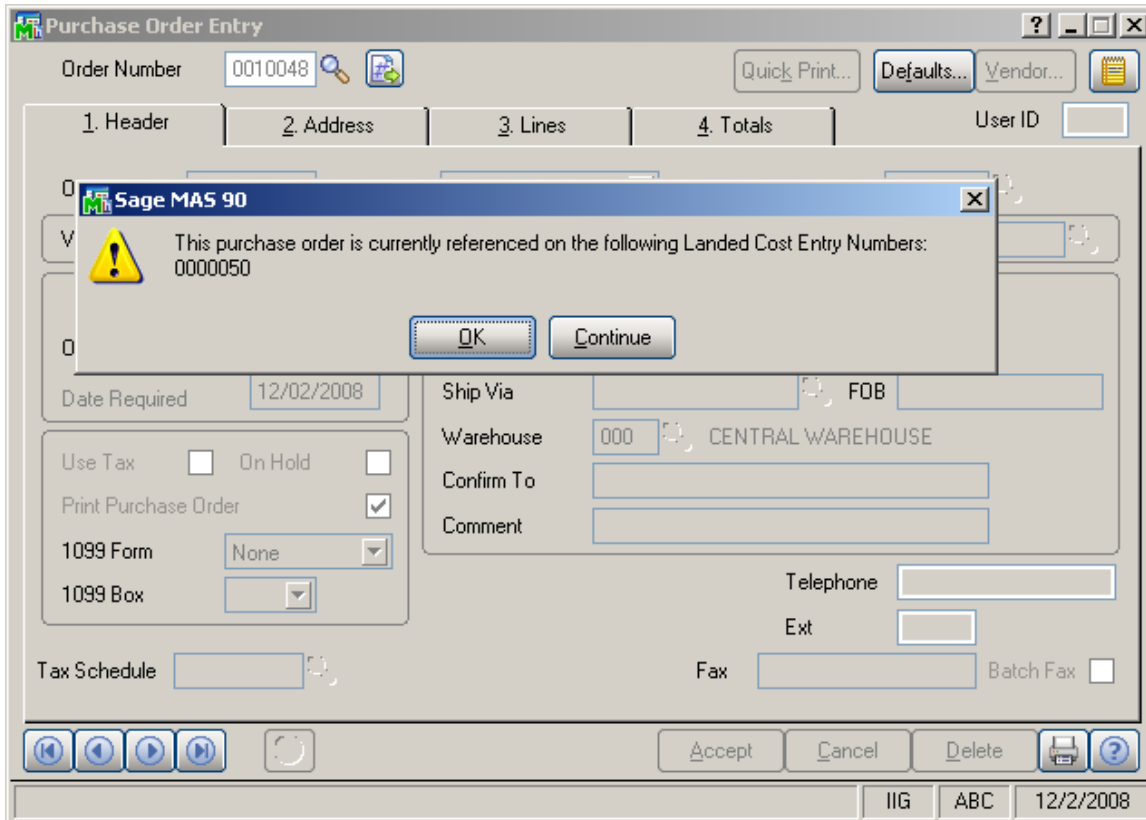 Purchase Order Entry
Order Number 0010048 Quick Print... Defaults... Vendor...
1. Header 2. Address 3. Lines 4. Totals User ID
O
Sage MAS 90
V
This purchase order is currently referenced on the following Landed Cost Entry Numbers:
0000050
O
OK Continue
Date Required 12/02/2008 Ship Via FOB
Warehouse 000 CENTRAL WAREHOUSE
Use Tax On Hold
Confirm To
Print Purchase Order
Comment
1099 Form None
1099 Box
Telephone
Ext
Tax Schedule Fax Batch Fax
Accept Cancel Delete
IIG ABC 12/2/2008